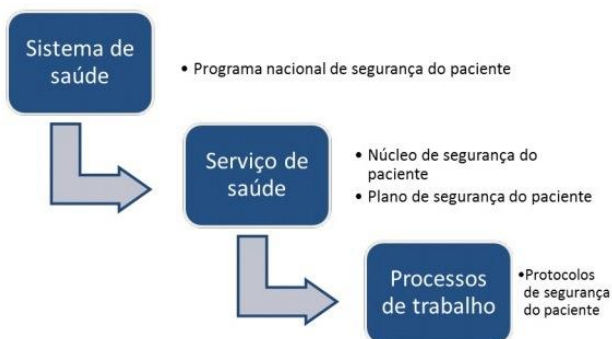 Sistema de
saúde
• Programa nacional de segurança do paciente
Serviço de
saúde
• Núcleo de segurança do
paciente
• Plano de segurança do paciente
Processos
de trabalho
•Protocolos
de segurança
do paciente